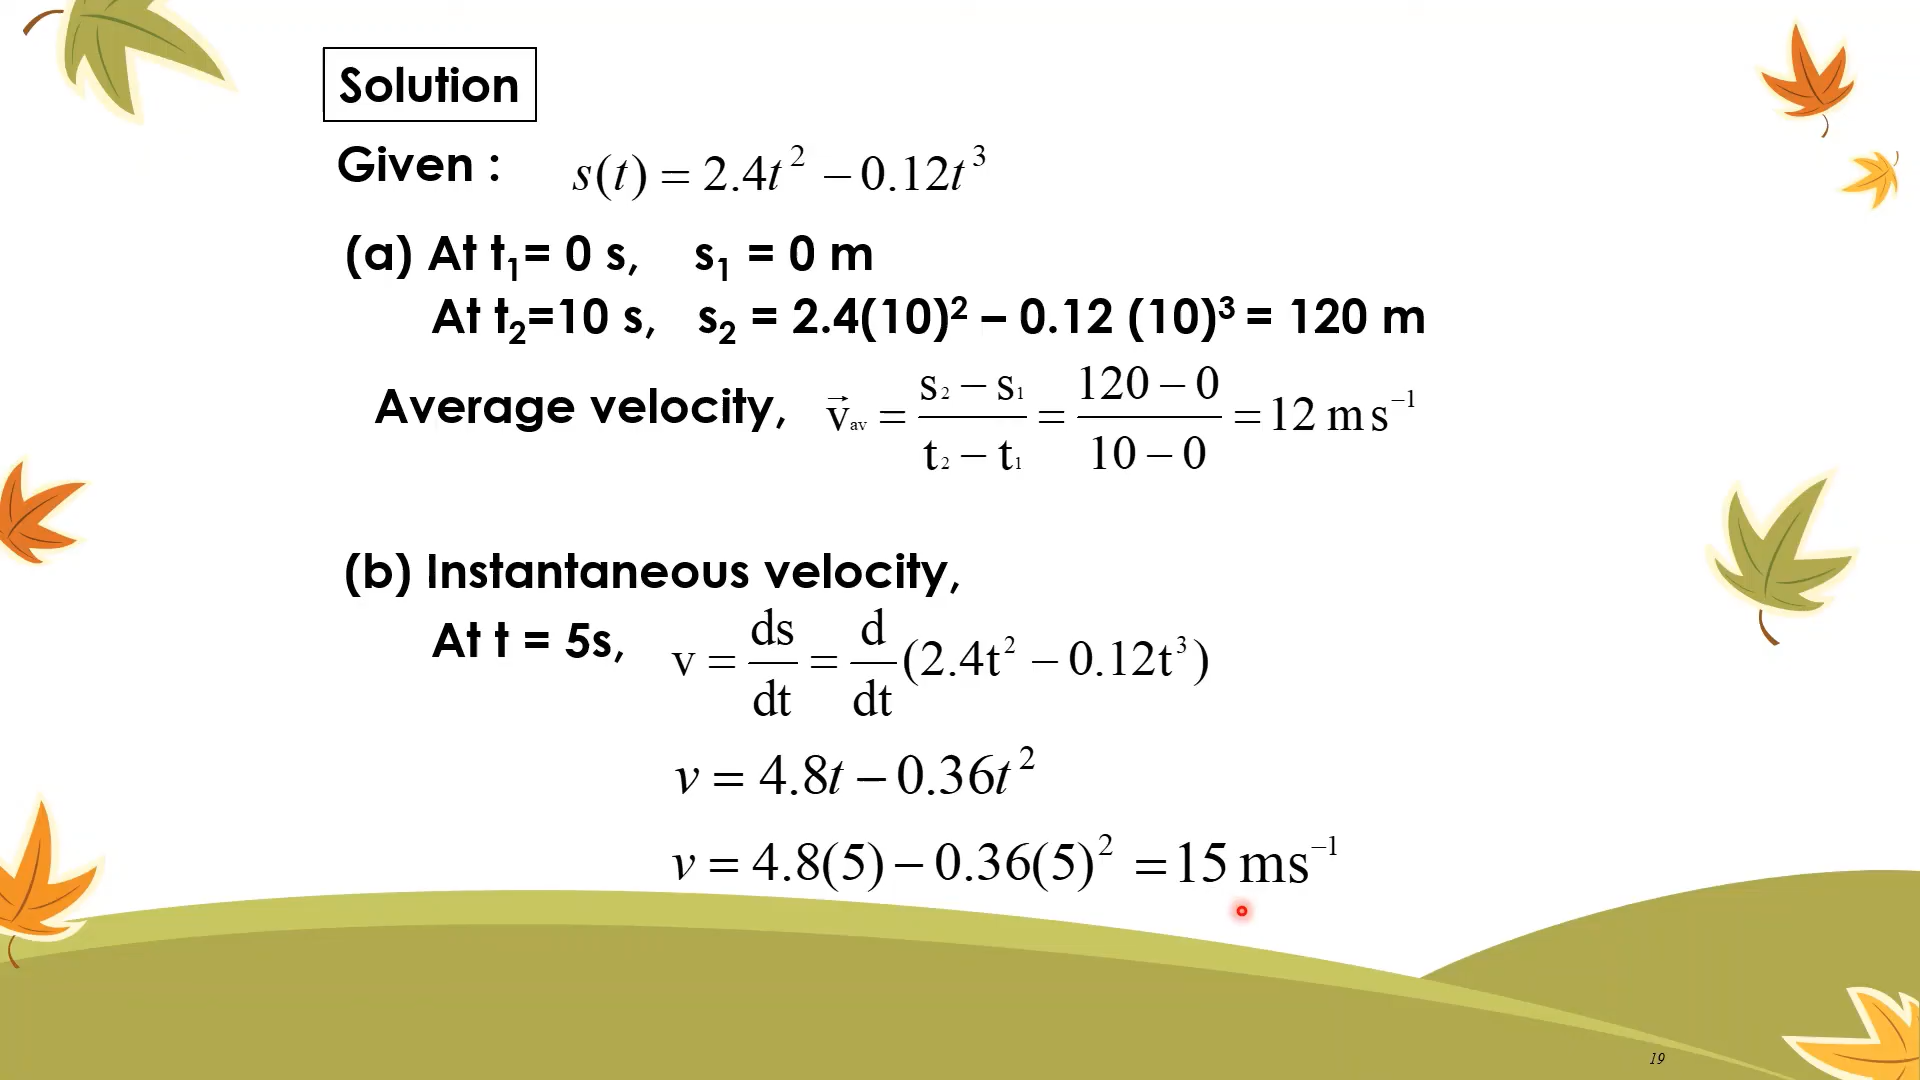 Solution
Given : s(t) = 2.4t² – 0.12t³
(a) At t₁= 0 s, s₁ = 0 m
At t₂=10 s, s₂ = 2.4(10)² – 0.12 (10)³ = 120 m
Average velocity, v⃗ₐᵥ = (s₂ – s₁)/(t₂ – t₁) = (120 – 0)/(10 – 0) = 12 m s⁻¹
(b) Instantaneous velocity,
At t = 5s, v = ds/dt = d/dt (2.4t² – 0.12t³)
v = 4.8t – 0.36t²
v = 4.8(5) – 0.36(5)² = 15 ms⁻¹
19